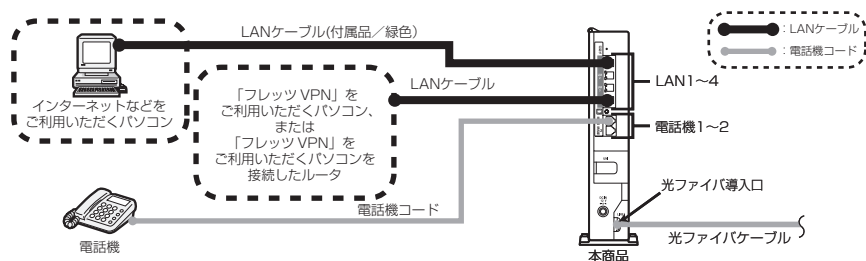 LANケーブル(付属品／緑色)
：LANケーブル
：電話機コード
インターネットなどを
ご利用いただくパソコン
「フレッツ VPN」を
ご利用いただくパソコン、
または
「フレッツ VPN」を
ご利用いただくパソコンを
接続したルータ
LANケーブル
LAN1～4
電話機1～2
電話機コード
電話機
光ファイバ導入口
光ファイバケーブル
本商品